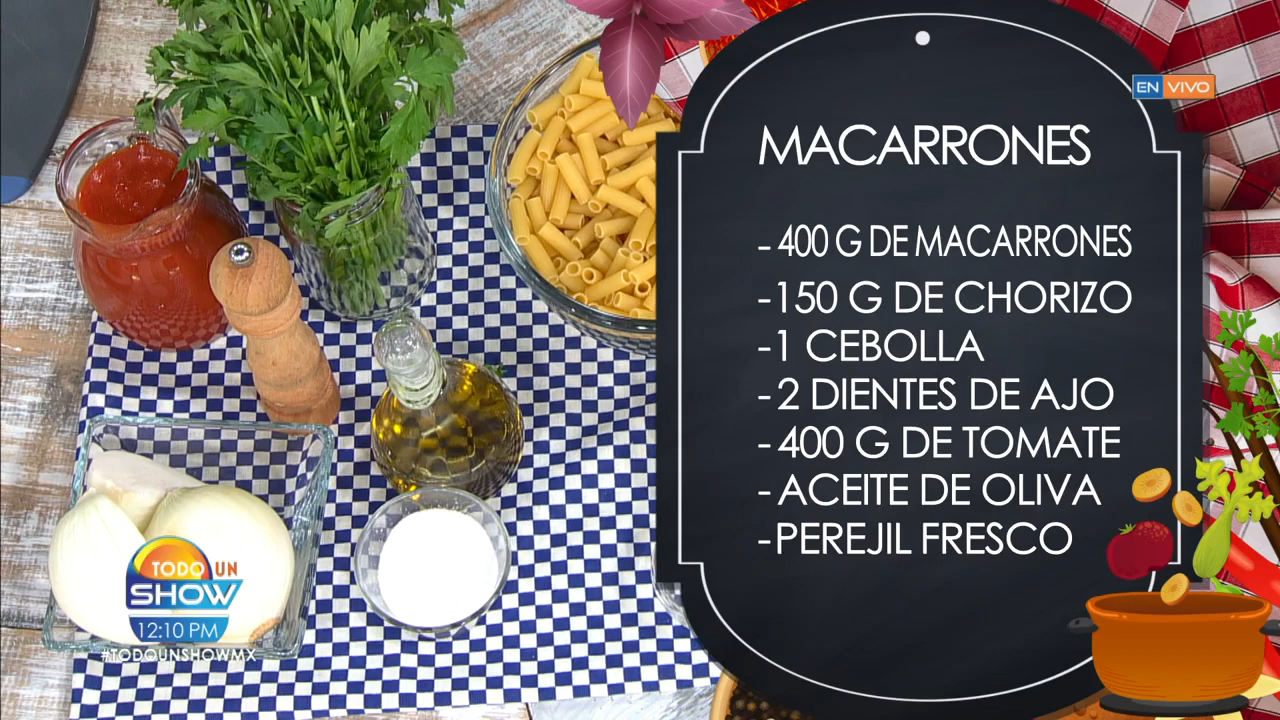 EN VIVO
MACARRONES
- 400 G DE MACARRONES
-150 G DE CHORIZO
-1 CEBOLLA
- 2 DIENTES DE AJO
- 400 G DE TOMATE
- ACEITE DE OLIVA
-PEREJIL FRESCO
TODO UN
SHOW
12:10 PM
#TODOUNSHOWMX